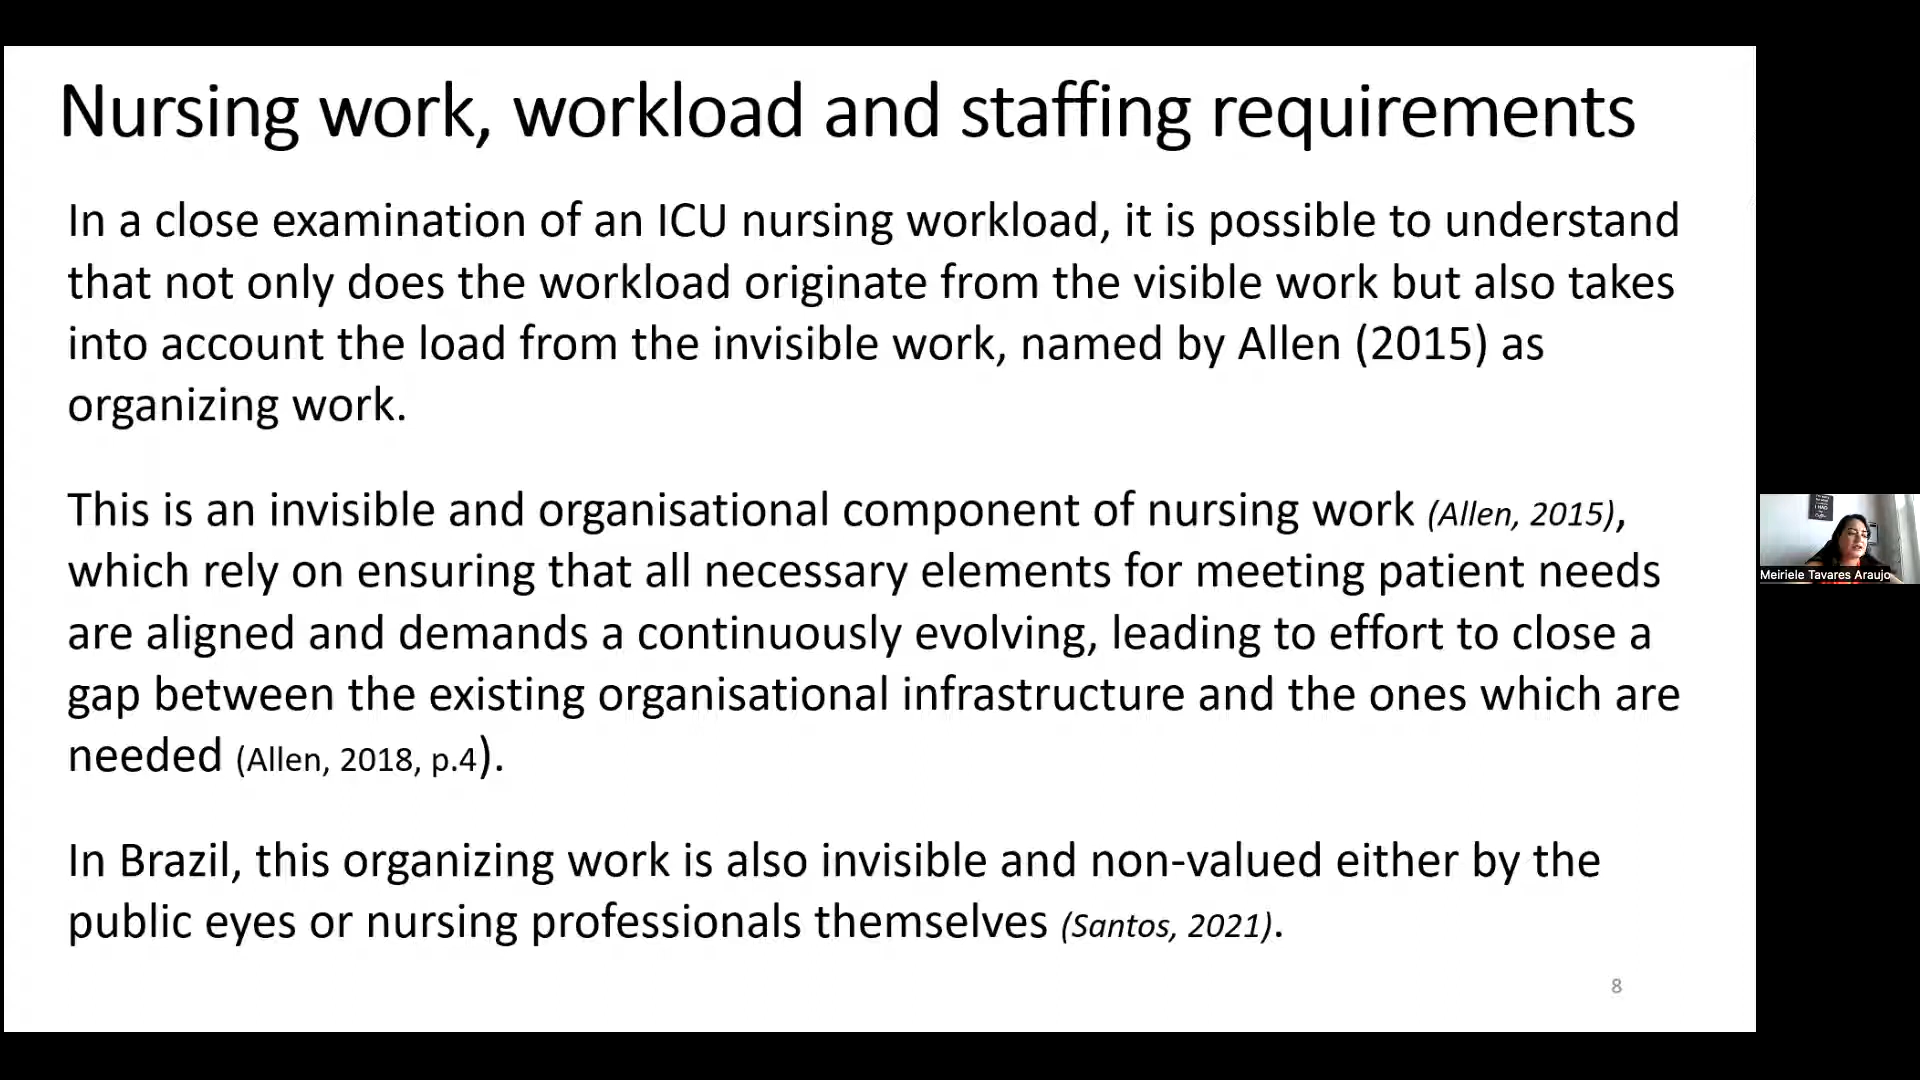 Nursing work, workload and staffing requirements
In a close examination of an ICU nursing workload, it is possible to understand
that not only does the workload originate from the visible work but also takes
into account the load from the invisible work, named by Allen (2015) as
organizing work.
This is an invisible and organisational component of nursing work (Allen, 2015),
which rely on ensuring that all necessary elements for meeting patient needs
are aligned and demands a continuously evolving, leading to effort to close a
gap between the existing organisational infrastructure and the ones which are
needed (Allen, 2018, p.4).
In Brazil, this organizing work is also invisible and non-valued either by the
public eyes or nursing professionals themselves (Santos, 2021).
8
Meiriele Tavares Araujo